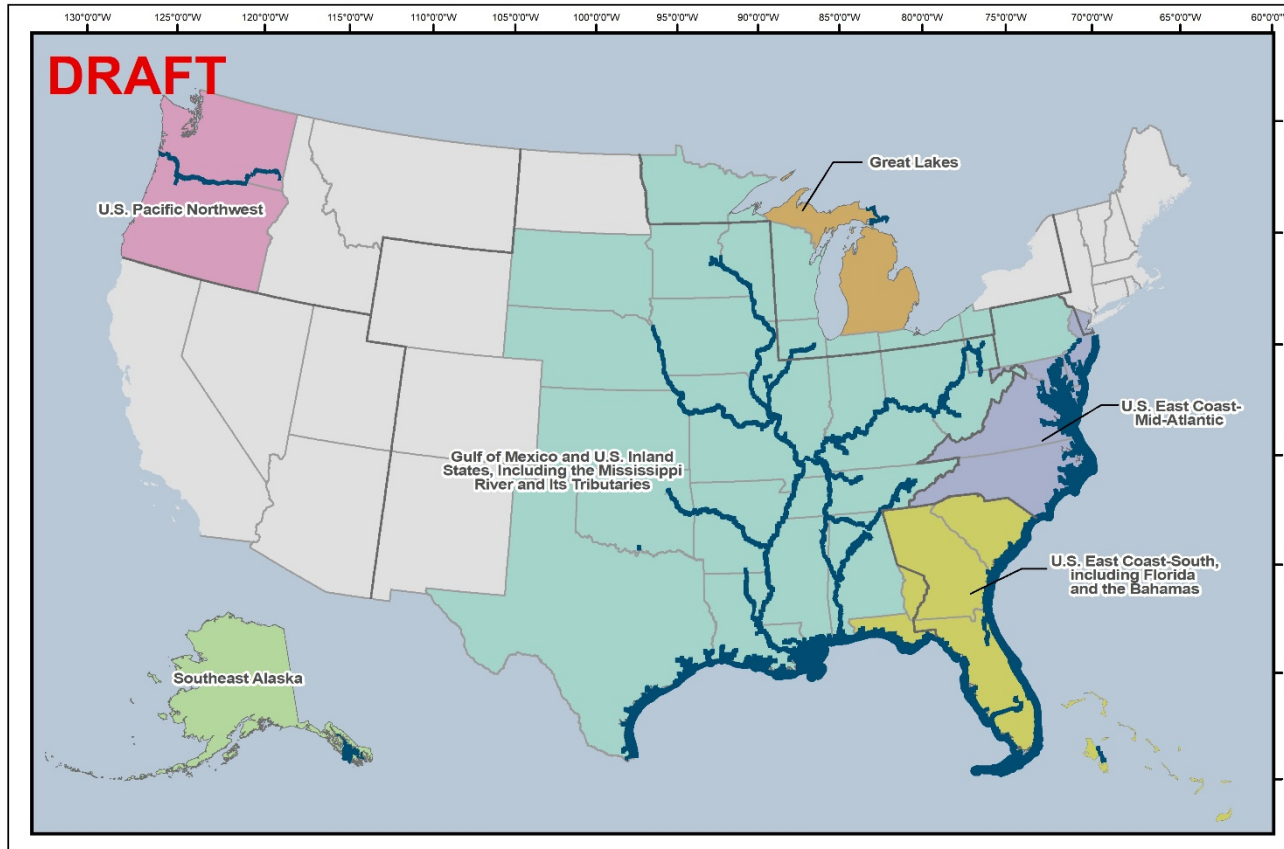 130°0'0"W 125°0'0"W 120°0'0"W 115°0'0"W 110°0'0"W 105°0'0"W 100°0'0"W 95°0'0"W 90°0'0"W 85°0'0"W 80°0'0"W 75°0'0"W 70°0'0"W 65°0'0"W 60°0'0"W
DRAFT
Great Lakes
U.S. Pacific Northwest
U.S. East Coast-
Mid-Atlantic
Gulf of Mexico and U.S. Inland
States, Including the Mississippi
River and Its Tributaries
U.S. East Coast-South,
including Florida
and the Bahamas
Southeast Alaska